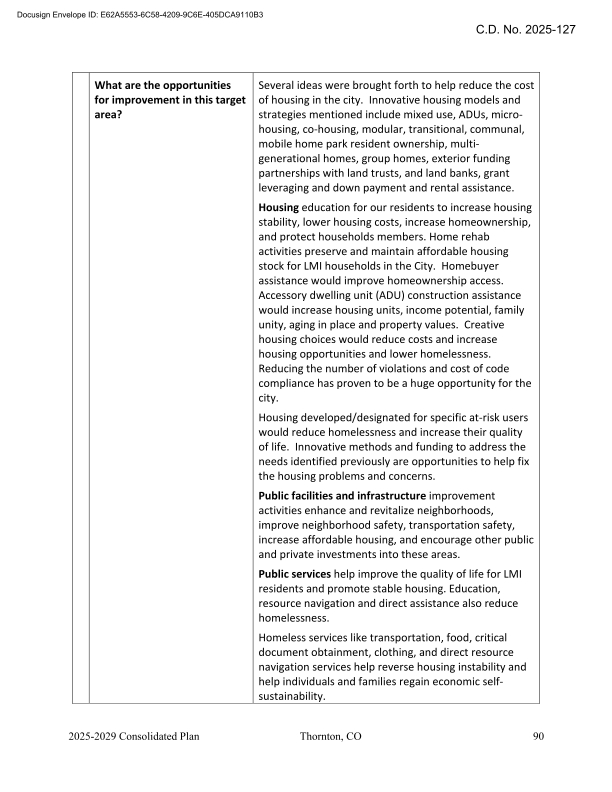 Docusign Envelope ID: E62A5553-6C58-4209-9C6E-405DCA9110B3
C.D. No. 2025-127
What are the opportunities
for improvement in this target
area?
Several ideas were brought forth to help reduce the cost
of housing in the city.  Innovative housing models and
strategies mentioned include mixed use, ADUs, micro-
housing, co-housing, modular, transitional, communal,
mobile home park resident ownership, multi-
generational homes, group homes, exterior funding
partnerships with land trusts, and land banks, grant
leveraging and down payment and rental assistance.
Housing education for our residents to increase housing
stability, lower housing costs, increase homeownership,
and protect households members. Home rehab
activities preserve and maintain affordable housing
stock for LMI households in the City.  Homebuyer
assistance would improve homeownership access.
Accessory dwelling unit (ADU) construction assistance
would increase housing units, income potential, family
unity, aging in place and property values.  Creative
housing choices would reduce costs and increase
housing opportunities and lower homelessness.
Reducing the number of violations and cost of code
compliance has proven to be a huge opportunity for the
city.
Housing developed/designated for specific at-risk users
would reduce homelessness and increase their quality
of life.  Innovative methods and funding to address the
needs identified previously are opportunities to help fix
the housing problems and concerns.
Public facilities and infrastructure improvement
activities enhance and revitalize neighborhoods,
improve neighborhood safety, transportation safety,
increase affordable housing, and encourage other public
and private investments into these areas.
Public services help improve the quality of life for LMI
residents and promote stable housing. Education,
resource navigation and direct assistance also reduce
homelessness.
Homeless services like transportation, food, critical
document obtainment, clothing, and direct resource
navigation services help reverse housing instability and
help individuals and families regain economic self-
sustainability.
2025-2029 Consolidated Plan
Thornton, CO
90